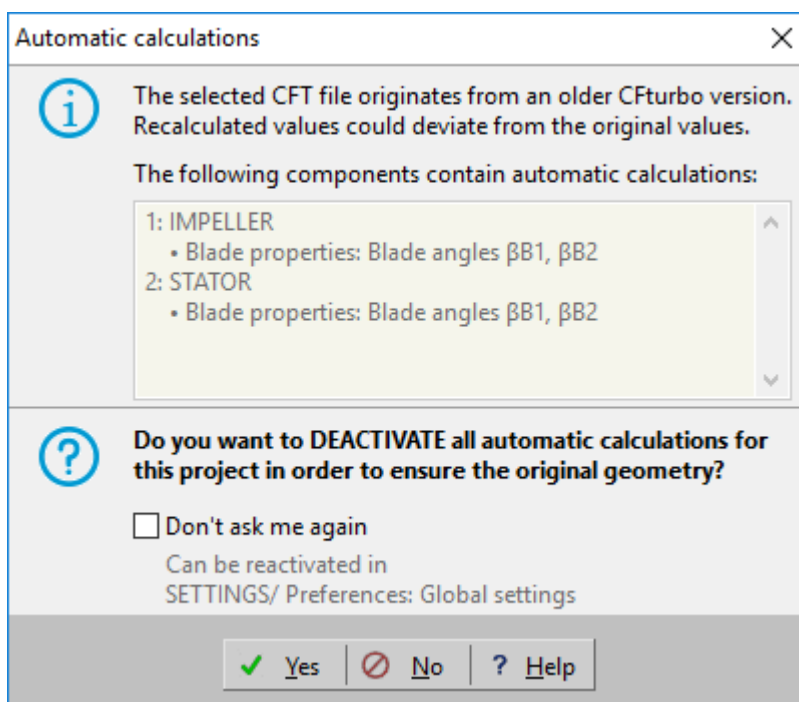 Automatic calculations
The selected CFT file originates from an older CFturbo version.
Recalculated values could deviate from the original values.
The following components contain automatic calculations:
1: IMPELLER
• Blade properties: Blade angles βB1, βB2
2: STATOR
• Blade properties: Blade angles βB1, βB2
Do you want to DEACTIVATE all automatic calculations for
this project in order to ensure the original geometry?
Don't ask me again
Can be reactivated in
SETTINGS/ Preferences: Global settings
Yes No ? Help